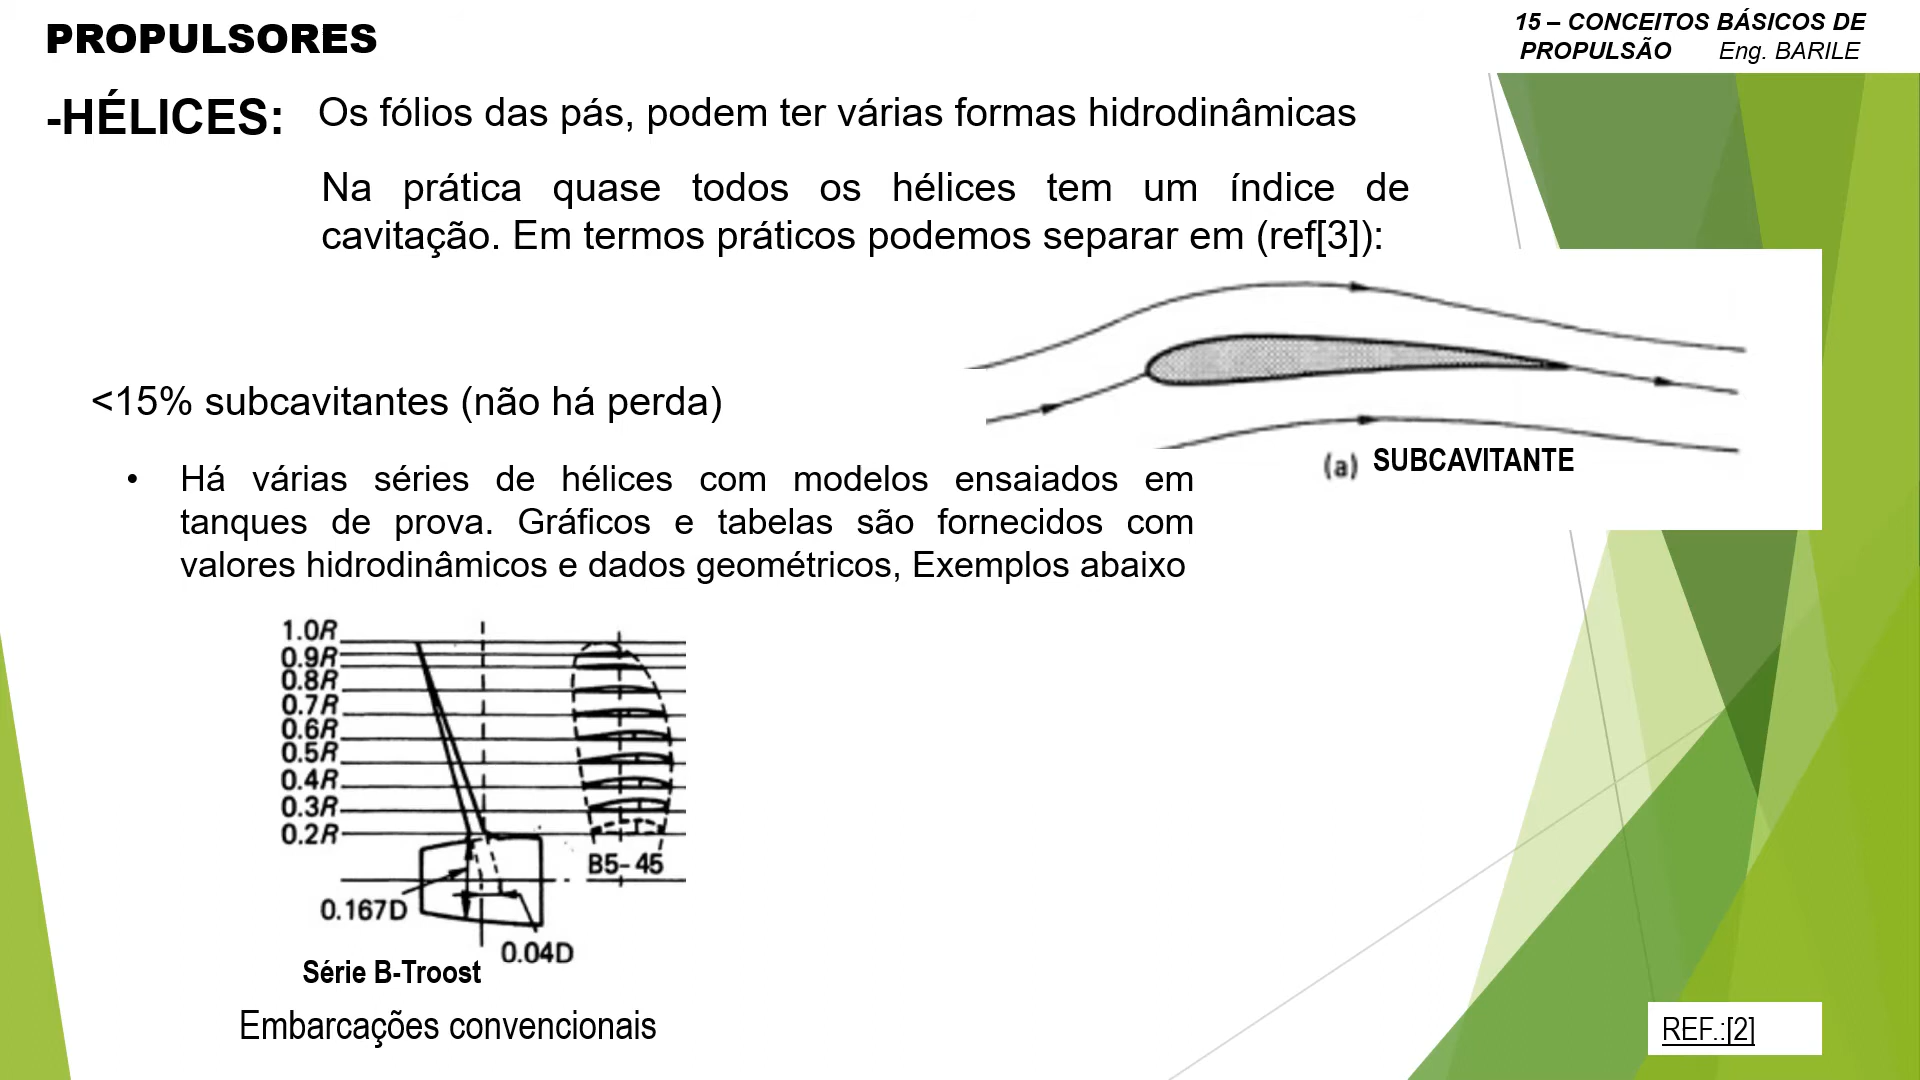 PROPULSORES
15 – CONCEITOS BÁSICOS DE
PROPULSÃO Eng. BARILE
-HÉLICES: Os fólios das pás, podem ter várias formas hidrodinâmicas
Na prática quase todos os hélices tem um índice de
cavitação. Em termos práticos podemos separar em (ref[3]):
<15% subcavitantes (não há perda)
(a) SUBCAVITANTE
• Há várias séries de hélices com modelos ensaiados em
tanques de prova. Gráficos e tabelas são fornecidos com
valores hidrodinâmicos e dados geométricos, Exemplos abaixo
1.0R
0.9R
0.8R
0.7R
0.6R
0.5R
0.4R
0.3R
0.2R
B5-45
0.167D
0.04D
Série B-Troost
Embarcações convencionais
REF.:[2]